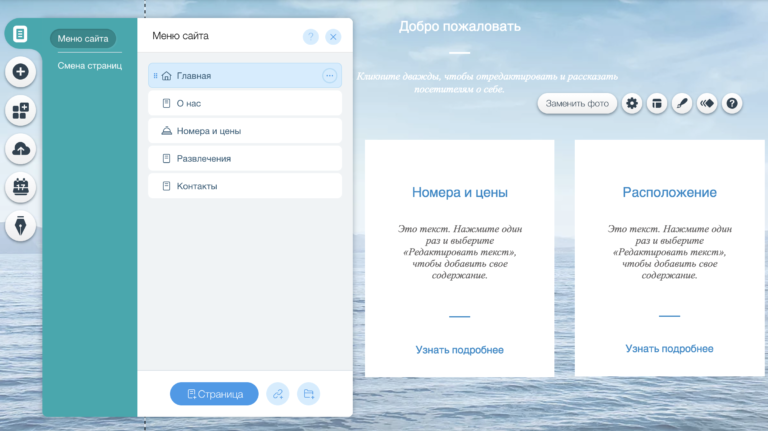 Меню сайта
Смена страниц
Меню сайта
?
Главная
О нас
Номера и цены
Развлечения
Контакты
Страница
17
Добро пожаловать
Кликните дважды, чтобы отредактировать и рассказать
посетителям о себе.
Заменить фото
?
Номера и цены
Это текст. Нажмите один
раз и выберите
«Редактировать текст»,
чтобы добавить свое
содержание.
Узнать подробнее
Расположение
Это текст. Нажмите один
раз и выберите
«Редактировать текст»,
чтобы добавить свое
содержание.
Узнать подробнее